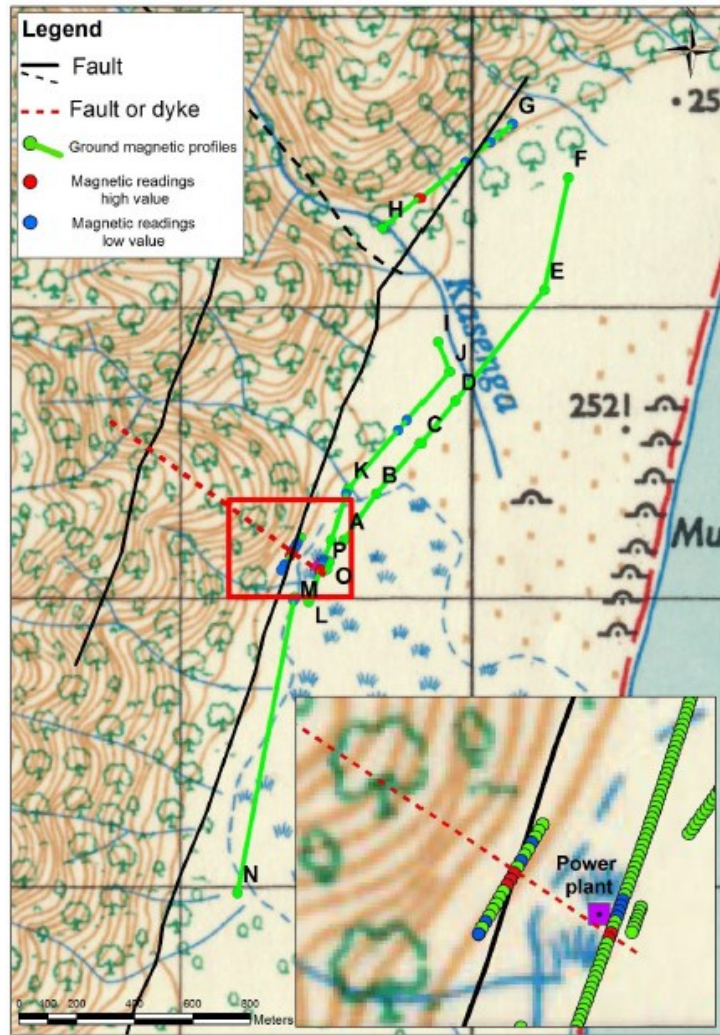 Legend
Fault
Fault or dyke
Ground magnetic profiles
Magnetic readings
high value
Magnetic readings
low value
25
G
F
H
E
Kasenga
I
J
D
2521
C
B
K
A
Mu
P
O
M
L
N
Power
plant
0 100 200 400 600 800
Meters